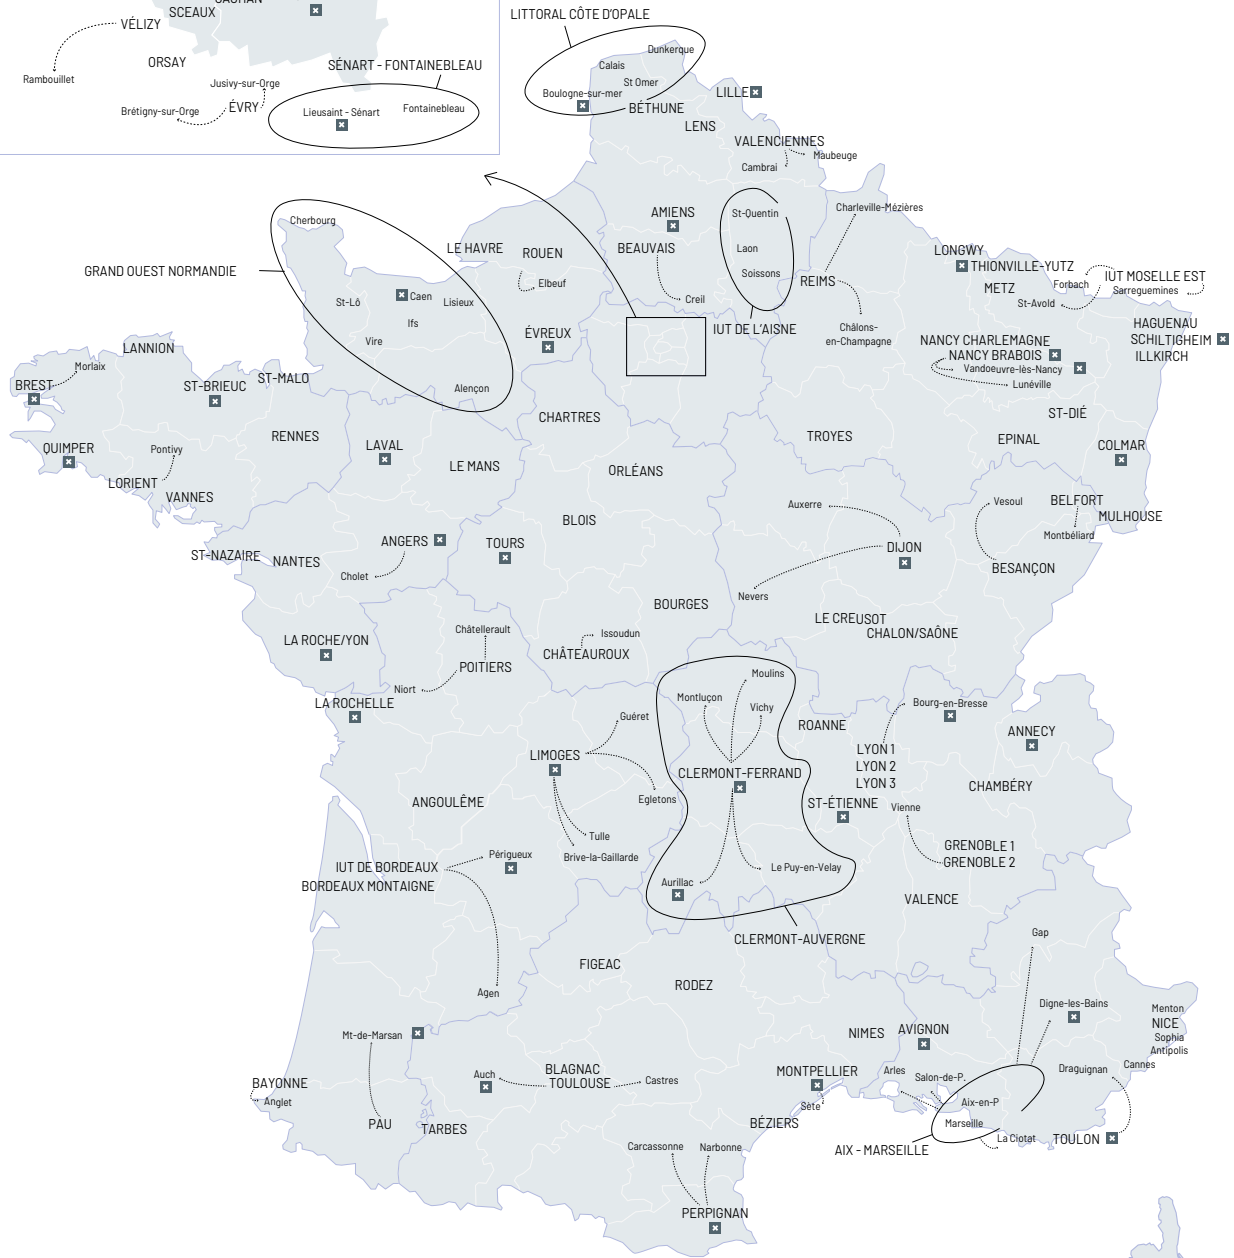 SCEAUX
VÉLIZY
ORSAY
Rambouillet
SÉNART - FONTAINEBLEAU
Jusivy-sur-Orge
Brétigny-sur-Orge
ÉVRY
Lieusaint - Sénart
Fontainebleau
LITTORAL CÔTE D'OPALE
Dunkerque
Calais
St Omer
Boulogne-sur-mer
BÉTHUNE
LILLE
LENS
VALENCIENNES
Maubeuge
Cambrai
AMIENS
St-Quentin
Charleville-Mézières
BEAUVAIS
Laon
Soissons
REIMS
Creil
IUT DE L'AISNE
Châlons-
en-Champagne
Cherbourg
GRAND OUEST NORMANDIE
LE HAVRE
ROUEN
Elbeuf
St-Lô
Caen
Lisieux
Ifs
Vire
ÉVREUX
Alençon
LONGWY
THIONVILLE-YUTZ
METZ
Forbach
IUT MOSELLE EST
Sarreguemines
St-Avold
HAGUENAU
SCHILTIGHEIM
ILLKIRCH
NANCY CHARLEMAGNE
NANCY BRABOIS
Vandoeuvre-lès-Nancy
Lunéville
ST-DIÉ
EPINAL
COLMAR
LANNION
Morlaix
BREST
ST-BRIEUC
ST-MALO
QUIMPER
Pontivy
LORIENT
VANNES
RENNES
LAVAL
LE MANS
CHARTRES
ORLÉANS
TROYES
BLOIS
Auxerre
Vesoul
BELFORT
MULHOUSE
Montbéliard
ST-NAZAIRE
NANTES
ANGERS
Cholet
TOURS
DIJON
BESANÇON
Nevers
BOURGES
LE CREUSOT
CHALON/SAÔNE
LA ROCHE/YON
Châtellerault
POITIERS
Issoudun
CHÂTEAUROUX
Niort
LA ROCHELLE
Moulins
Montluçon
Vichy
Guéret
ROANNE
Bourg-en-Bresse
ANNECY
LIMOGES
LYON 1
LYON 2
LYON 3
CLERMONT-FERRAND
CHAMBÉRY
Egletons
ANGOULÊME
ST-ÉTIENNE
Vienne
Tulle
Brive-la-Gaillarde
GRENOBLE 1
GRENOBLE 2
Périgueux
IUT DE BORDEAUX
BORDEAUX MONTAIGNE
Le Puy-en-Velay
Aurillac
VALENCE
CLERMONT-AUVERGNE
Gap
FIGEAC
RODEZ
Agen
Digne-les-Bains
Menton
NICE
Sophia
Antipolis
Cannes
Mt-de-Marsan
NIMES
AVIGNON
BAYONNE
Anglet
Auch
BLAGNAC
TOULOUSE
Castres
MONTPELLIER
Sète
Arles
Salon-de-P.
Draguignan
Aix-en-P
PAU
TARBES
BÉZIERS
Marseille
La Ciotat
TOULON
AIX - MARSEILLE
Carcassonne
Narbonne
PERPIGNAN